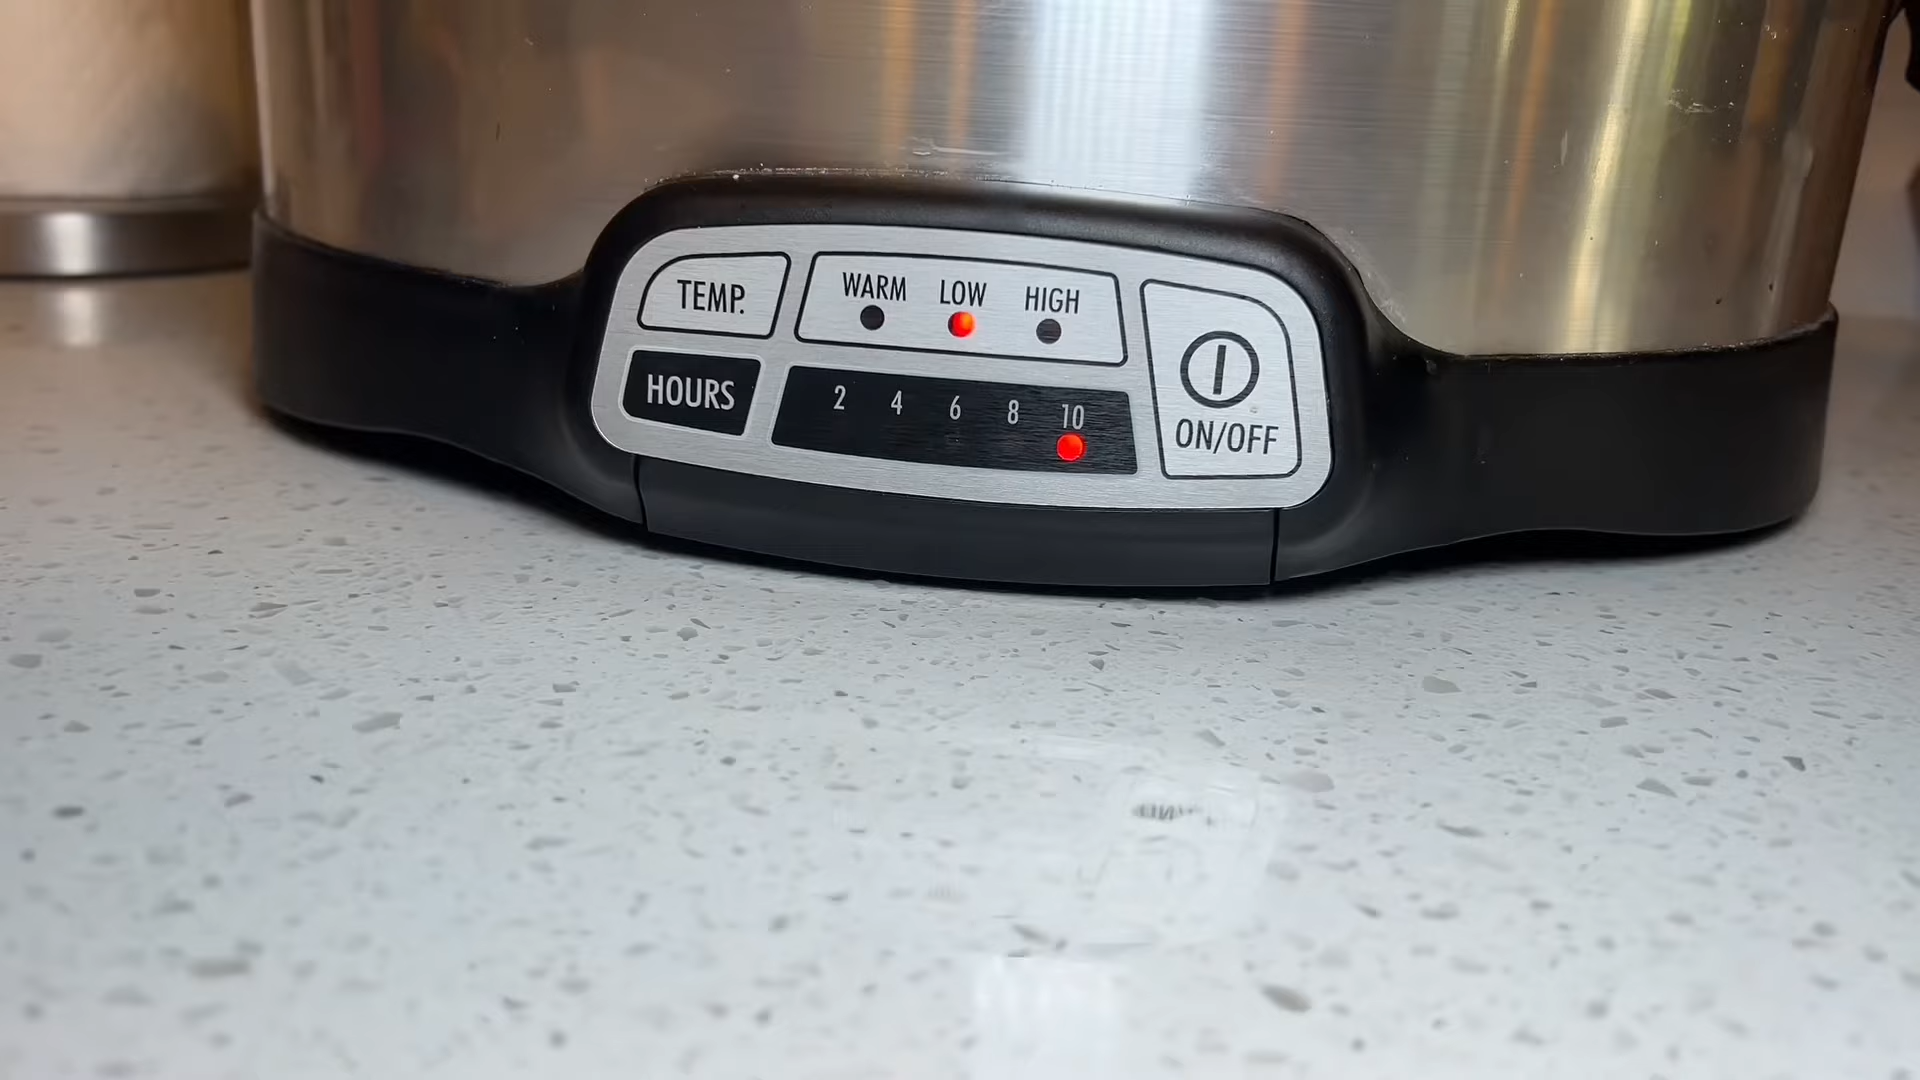 TEMP.
WARM LOW HIGH
HOURS
2 4 6 8 10
ON/OFF